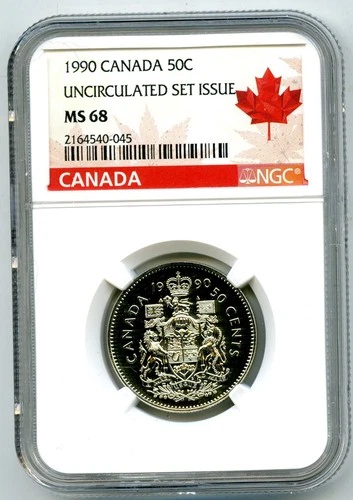 1990 CANADA 50C
UNCIRCULATED SET ISSUE
MS 68
2164540-045
CANADA
NGC®
CANADA 1990 50 CENTS